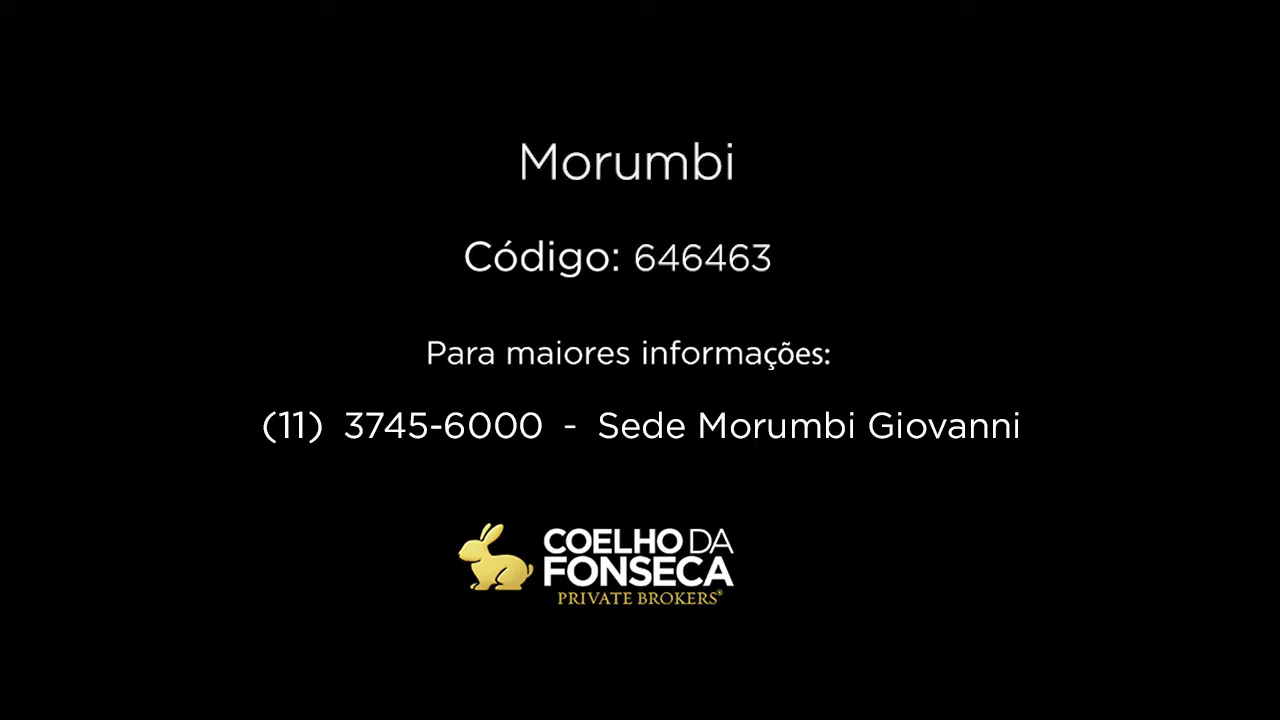 Morumbi
Código: 646463
Para maiores informações:
(11) 3745-6000 - Sede Morumbi Giovanni
COELHO DA
FONSECA
PRIVATE BROKERS®